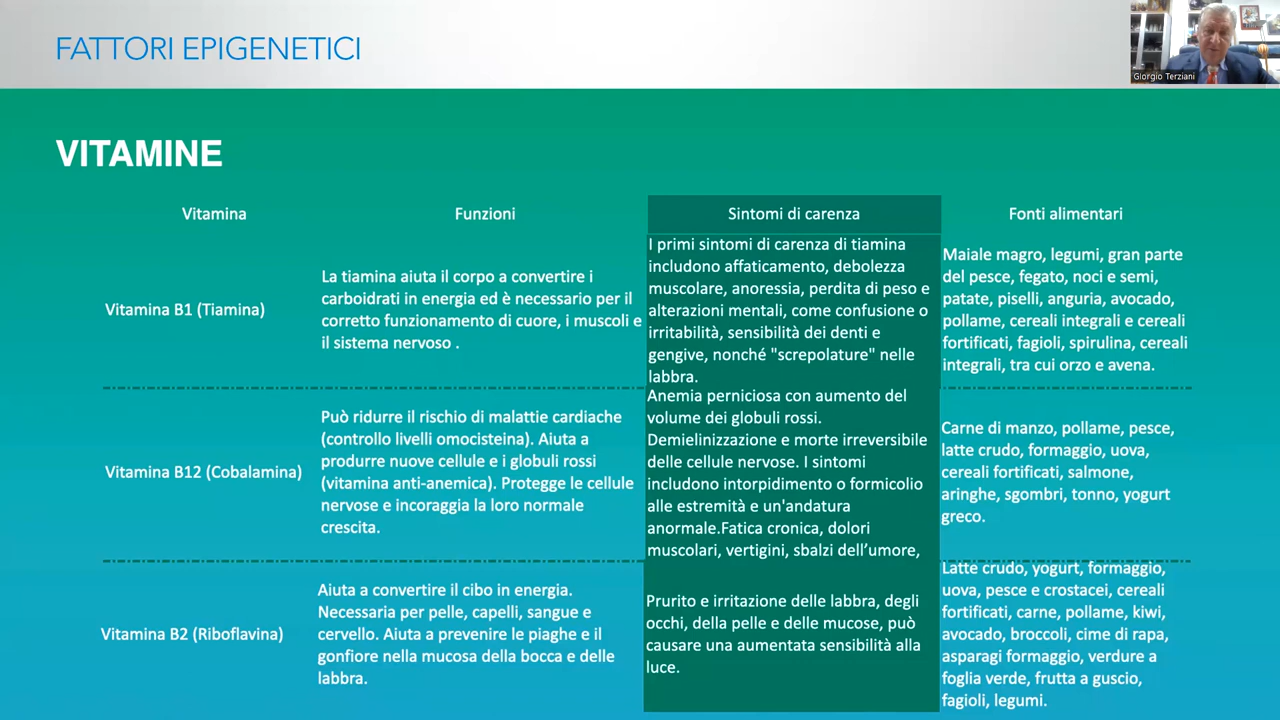 FATTORI EPIGENETICI
Giorgio Terziani
VITAMINE
Vitamina
Funzioni
Sintomi di carenza
Fonti alimentari
Vitamina B1 (Tiamina)
La tiamina aiuta il corpo a convertire i
carboidrati in energia ed è necessario per il
corretto funzionamento di cuore, i muscoli e
il sistema nervoso .
I primi sintomi di carenza di tiamina
includono affaticamento, debolezza
muscolare, anoressia, perdita di peso e
alterazioni mentali, come confusione o
irritabilità, sensibilità dei denti e
gengive, nonché "screpolature" nelle
labbra.
Maiale magro, legumi, gran parte
del pesce, fegato, noci e semi,
patate, piselli, anguria, avocado,
pollame, cereali integrali e cereali
fortificati, fagioli, spirulina, cereali
integrali, tra cui orzo e avena.
Vitamina B12 (Cobalamina)
Può ridurre il rischio di malattie cardiache
(controllo livelli omocisteina). Aiuta a
produrre nuove cellule e i globuli rossi
(vitamina anti-anemica). Protegge le cellule
nervose e incoraggia la loro normale
crescita.
Anemia perniciosa con aumento del
volume dei globuli rossi.
Demielinizzazione e morte irreversibile
delle cellule nervose. I sintomi
includono intorpidimento o formicolio
alle estremità e un'andatura
anormale.Fatica cronica, dolori
muscolari, vertigini, sbalzi dell’umore,
Carne di manzo, pollame, pesce,
latte crudo, formaggio, uova,
cereali fortificati, salmone,
aringhe, sgombri, tonno, yogurt
greco.
Vitamina B2 (Riboflavina)
Aiuta a convertire il cibo in energia.
Necessaria per pelle, capelli, sangue e
cervello. Aiuta a prevenire le piaghe e il
gonfiore nella mucosa della bocca e delle
labbra.
Prurito e irritazione delle labbra, degli
occhi, della pelle e delle mucose, può
causare una aumentata sensibilità alla
luce.
Latte crudo, yogurt, formaggio,
uova, pesce e crostacei, cereali
fortificati, carne, pollame, kiwi,
avocado, broccoli, cime di rapa,
asparagi formaggio, verdure a
foglia verde, frutta a guscio,
fagioli, legumi.